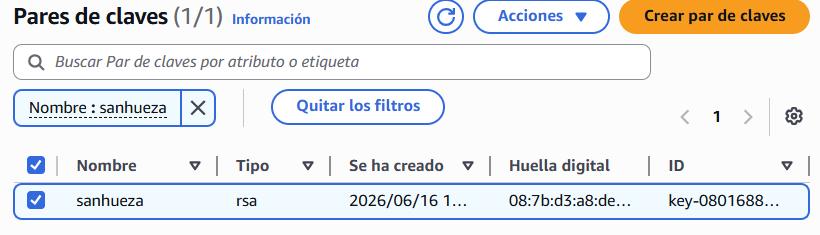 Pares de claves (1/1) Información Acciones Crear par de claves
Buscar Par de claves por atributo o etiqueta
Nombre : sanhueza Quitar los filtros
1
Nombre Tipo Se ha creado Huella digital ID
sanhueza rsa 2026/06/16 1... 08:7b:d3:a8:de... key-0801688...